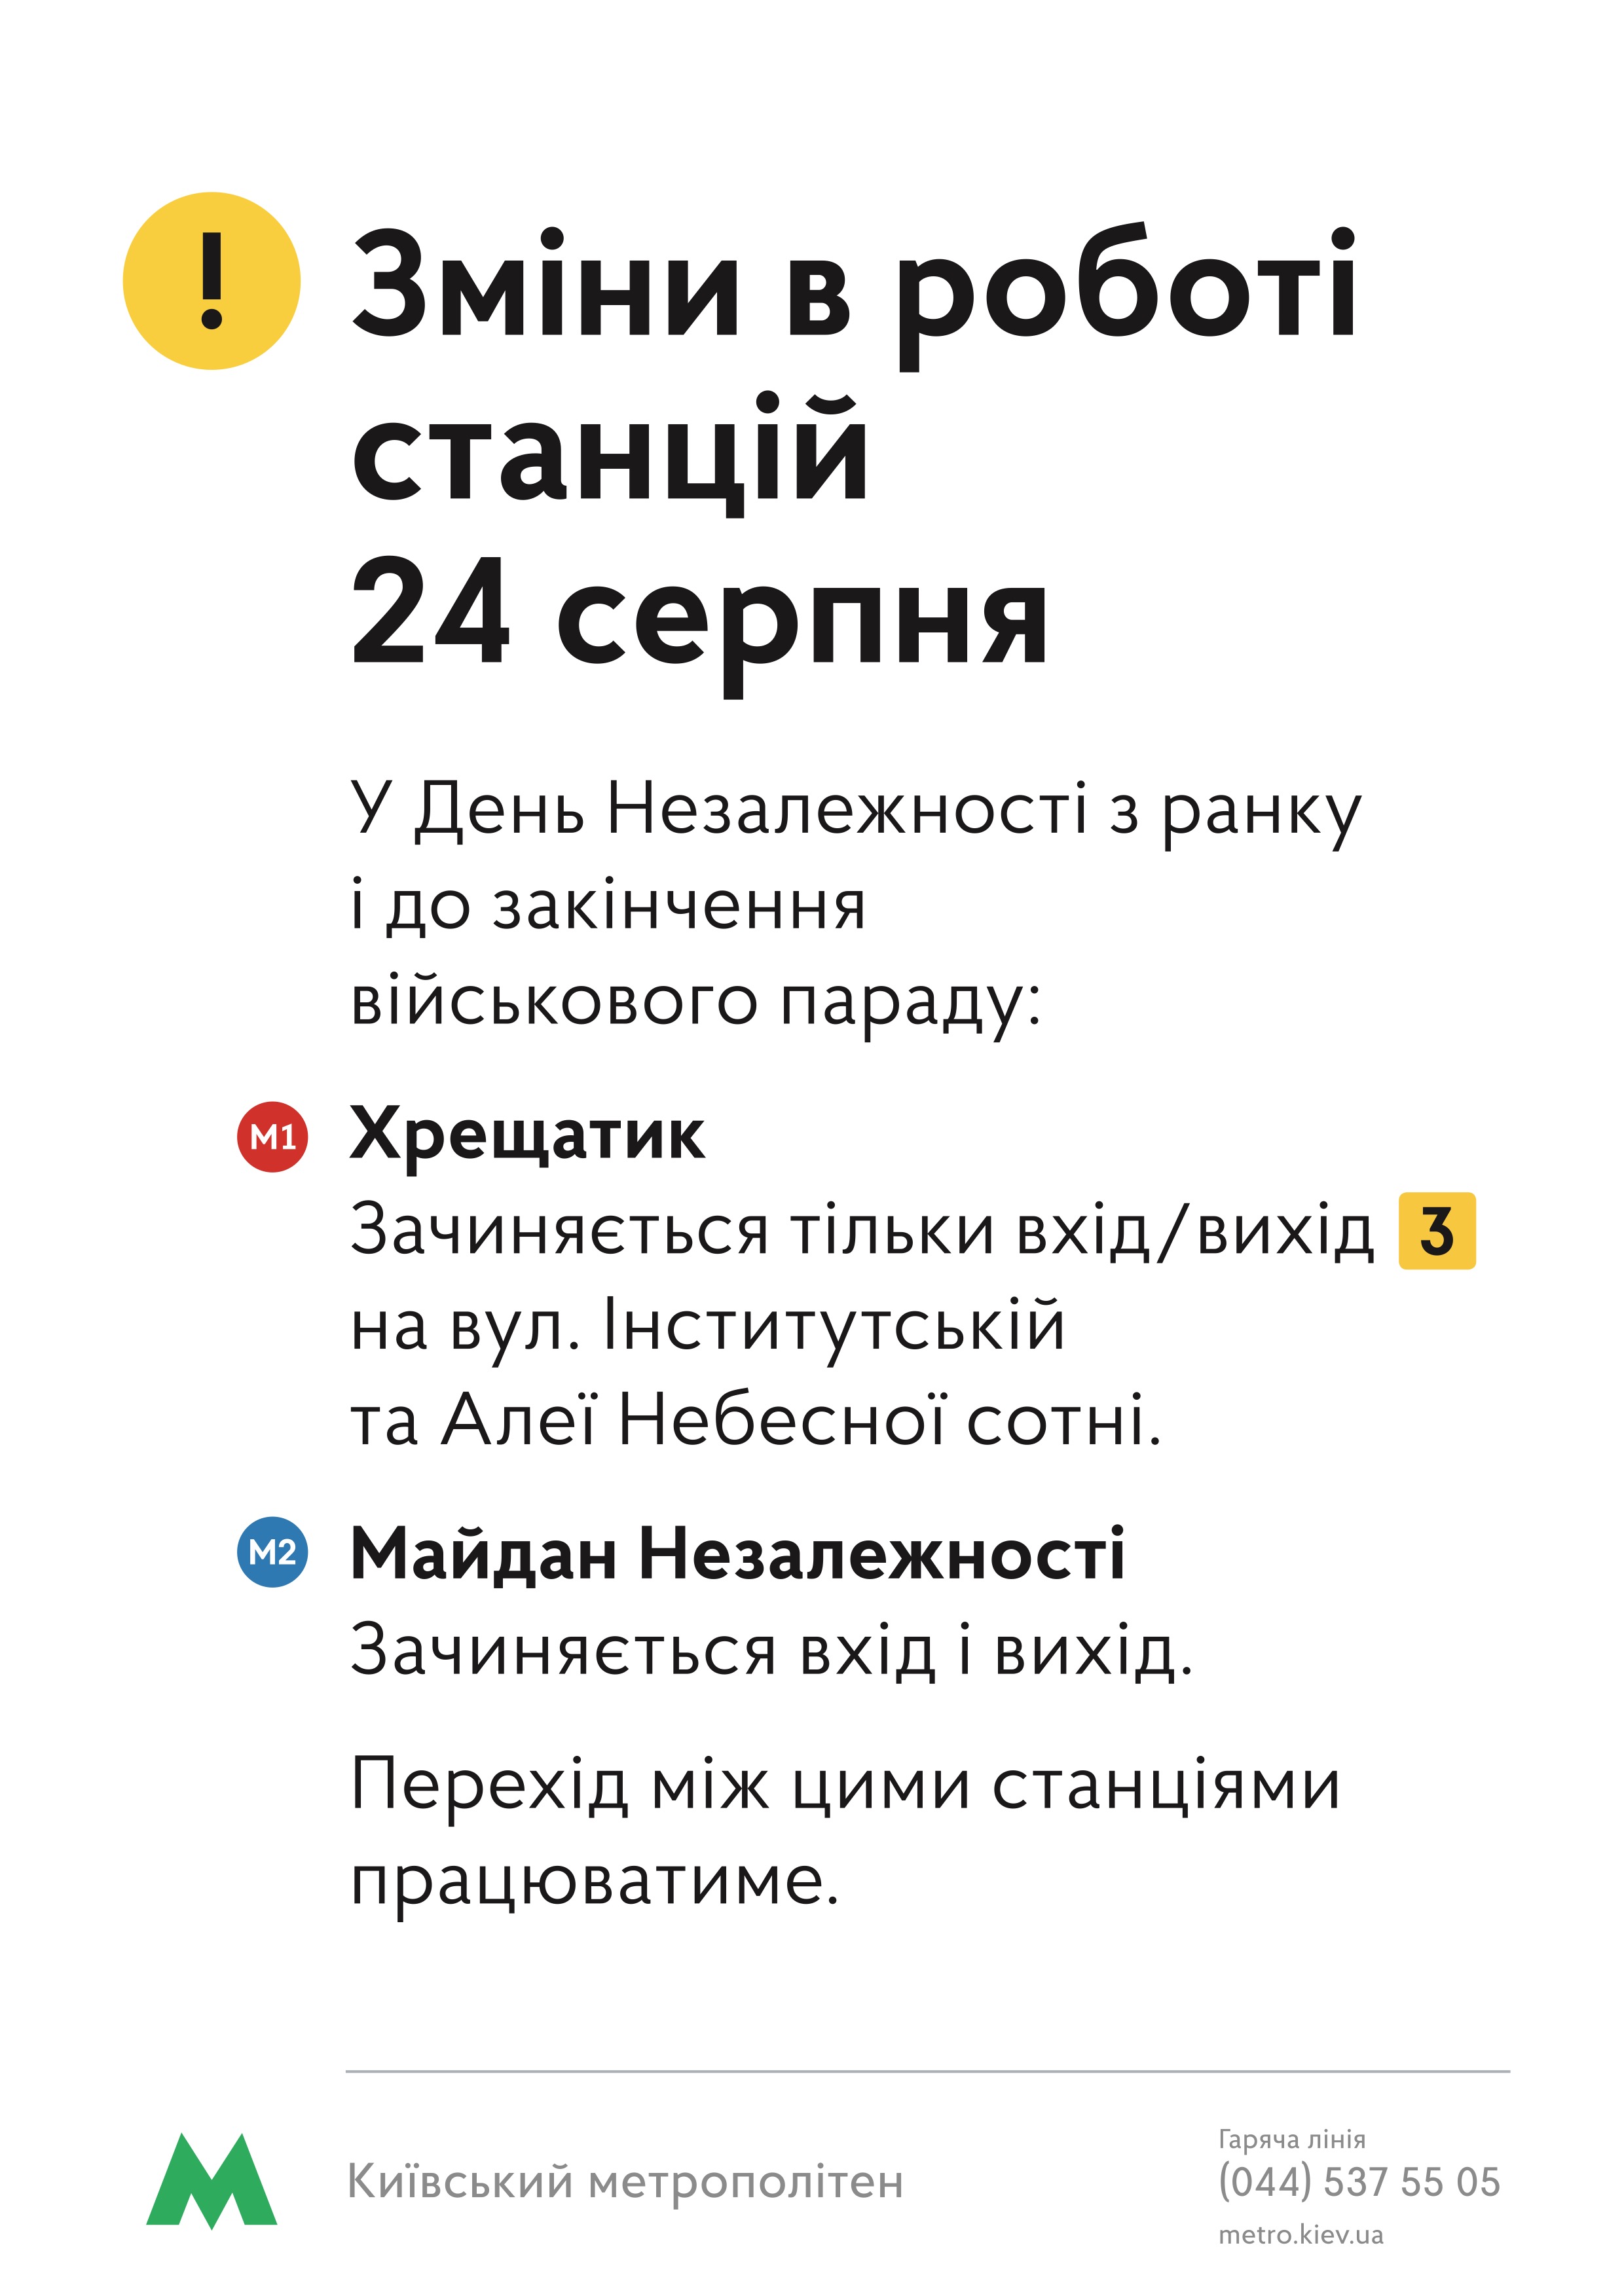 !
Зміни в роботі
станцій
24 серпня
У День Незалежності з ранку
і до закінчення
військового параду:
М1 Хрещатик
Зачиняється тільки вхід/вихід 3
на вул. Інститутській
та Алеї Небесної сотні.
М2 Майдан Незалежності
Зачиняється вхід і вихід.
Перехід між цими станціями
працюватиме.
Київський метрополітен
Гаряча лінія
(044) 537 55 05
metro.kiev.ua